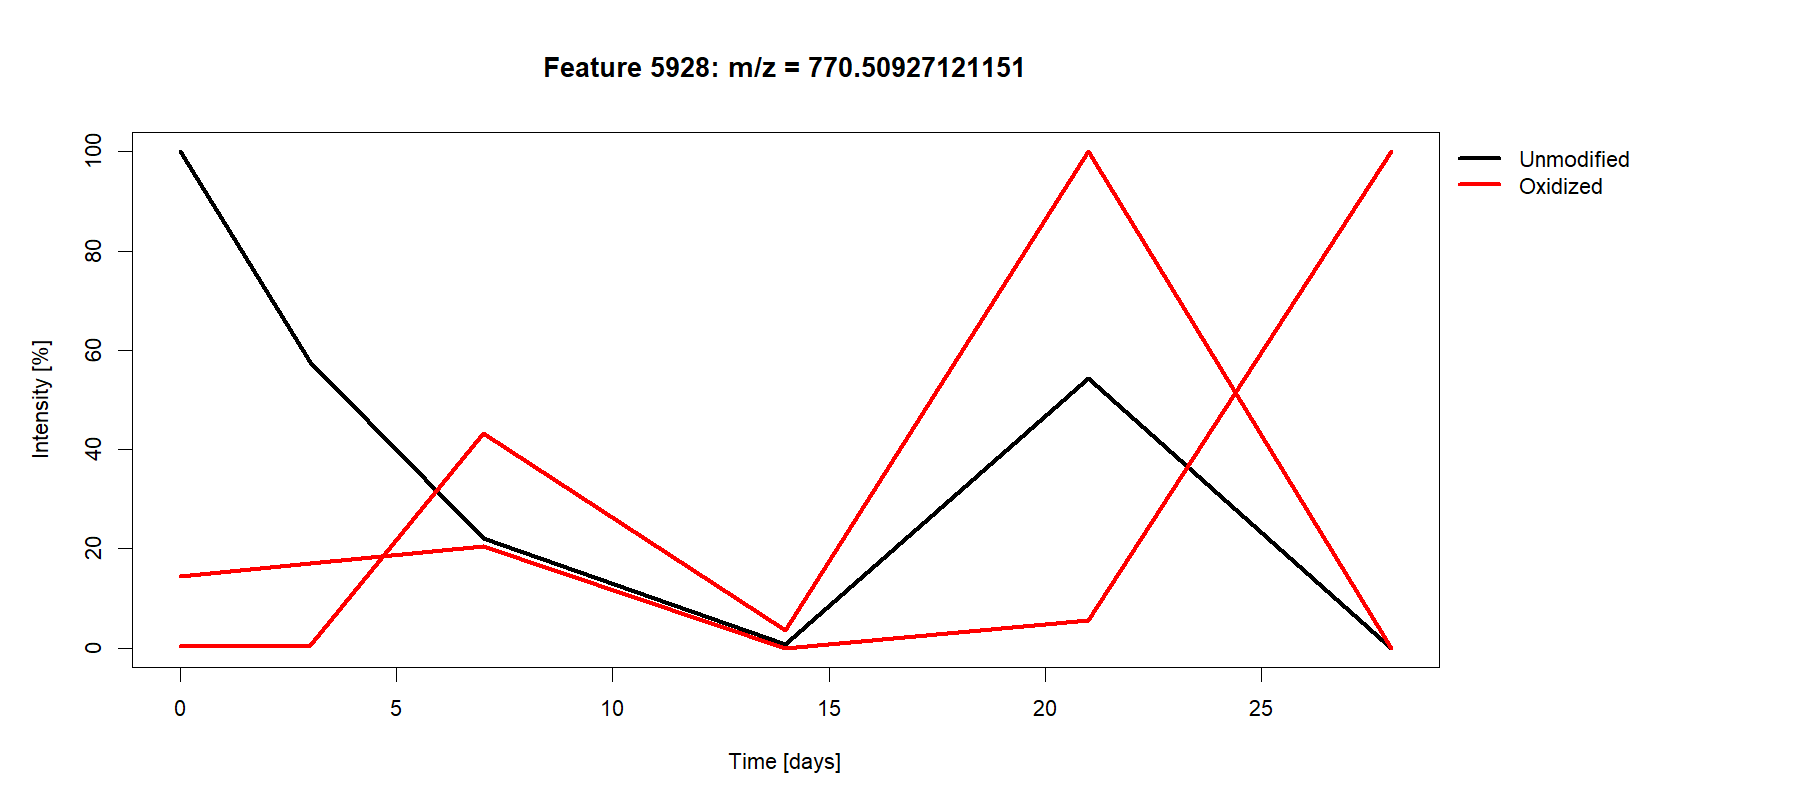 Feature 5928: m/z = 770.50927121151
100
80
60
40
20
0
Intensity [%]
0 5 10 15 20 25
Time [days]
Unmodified
Oxidized